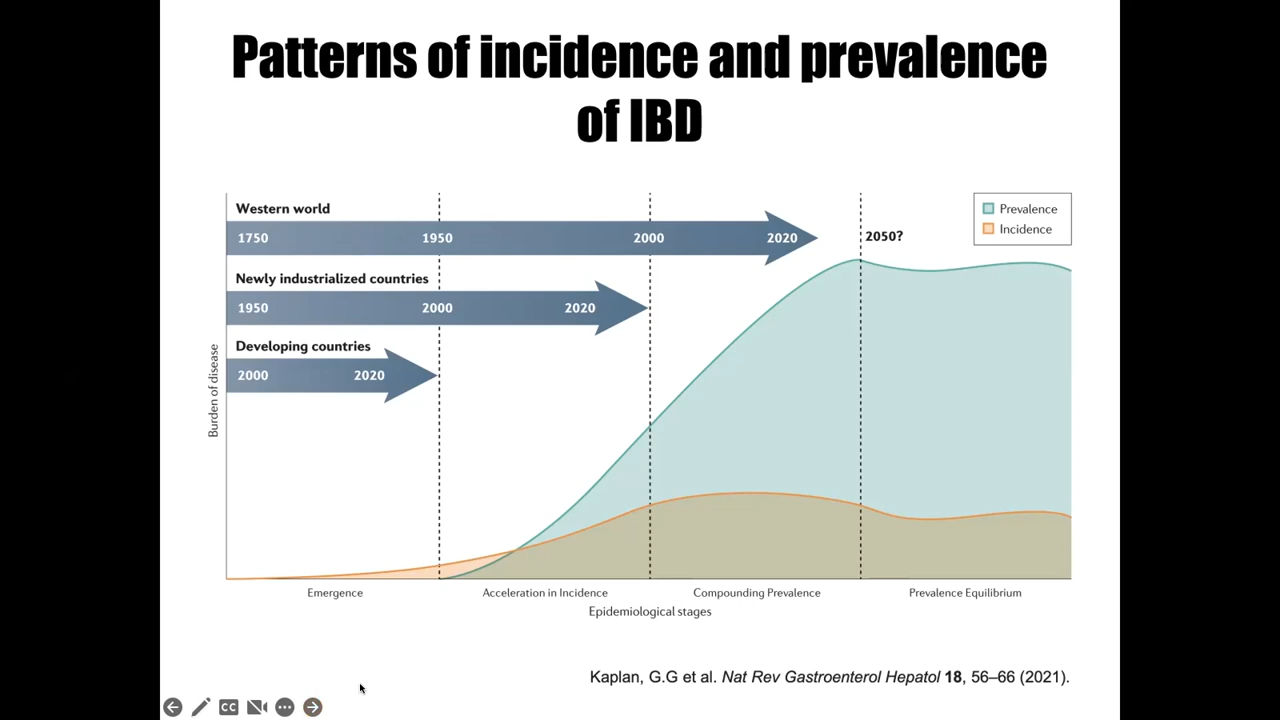 Patterns of incidence and prevalence
of IBD
Western world
1750 1950 2000 2020
2050?
Prevalence
Incidence
Newly industrialized countries
1950 2000 2020
Developing countries
2000 2020
Burden of disease
Emergence
Acceleration in Incidence
Compounding Prevalence
Prevalence Equilibrium
Epidemiological stages
Kaplan, G.G et al. Nat Rev Gastroenterol Hepatol 18, 56–66 (2021).
CC